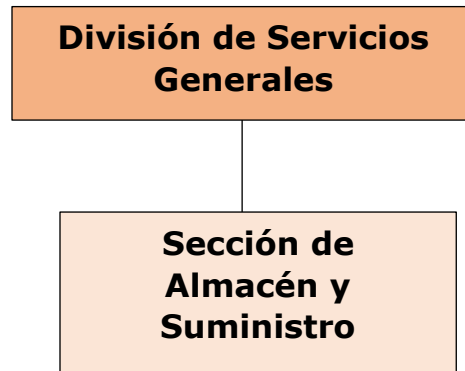 División de Servicios
Generales
Sección de
Almacén y
Suministro